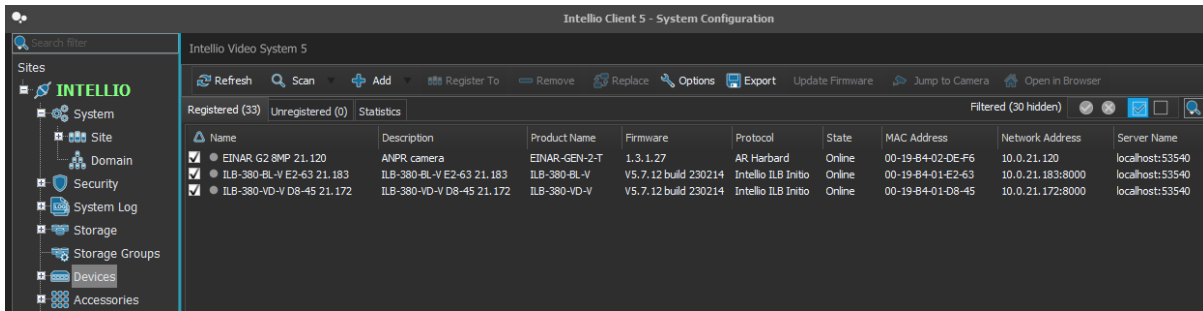 Intellio Client 5 - System Configuration
Search filter
Intellio Video System 5
Sites
INTELLIO
System
Site
Domain
Security
System Log
Storage
Storage Groups
Devices
Accessories
Refresh Scan Add Register To Remove Replace Options Export Update Firmware Jump to Camera Open in Browser
Registered (33) Unregistered (0) Statistics Filtered (30 hidden)
Name Description Product Name Firmware Protocol State MAC Address Network Address Server Name
EINAR G2 8MP 21.120 ANPR camera EINAR-GEN-2-T 1.3.1.27 AR Harbard Online 00-19-B4-02-DE-F6 10.0.21.120 localhost:53540
ILB-380-BL-V E2-63 21.183 ILB-380-BL-V E2-63 21.183 ILB-380-BL-V V5.7.12 build 230214 Intellio ILB Initio Online 00-19-B4-01-E2-63 10.0.21.183:8000 localhost:53540
ILB-380-VD-V D8-45 21.172 ILB-380-VD-V D8-45 21.172 ILB-380-VD-V V5.7.12 build 230214 Intellio ILB Initio Online 00-19-B4-01-D8-45 10.0.21.172:8000 localhost:53540